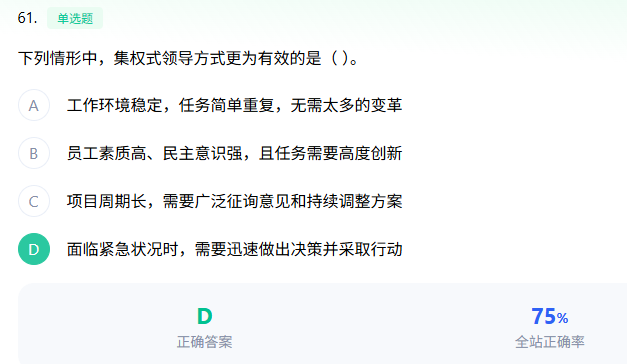 61. 单选题
下列情形中，集权式领导方式更为有效的是（ )。
A 工作环境稳定，任务简单重复，无需太多的变革
B 员工素质高、民主意识强，且任务需要高度创新
C 项目周期长，需要广泛征询意见和持续调整方案
D 面临紧急状况时，需要迅速做出决策并采取行动
D 75%
正确答案 全站正确率